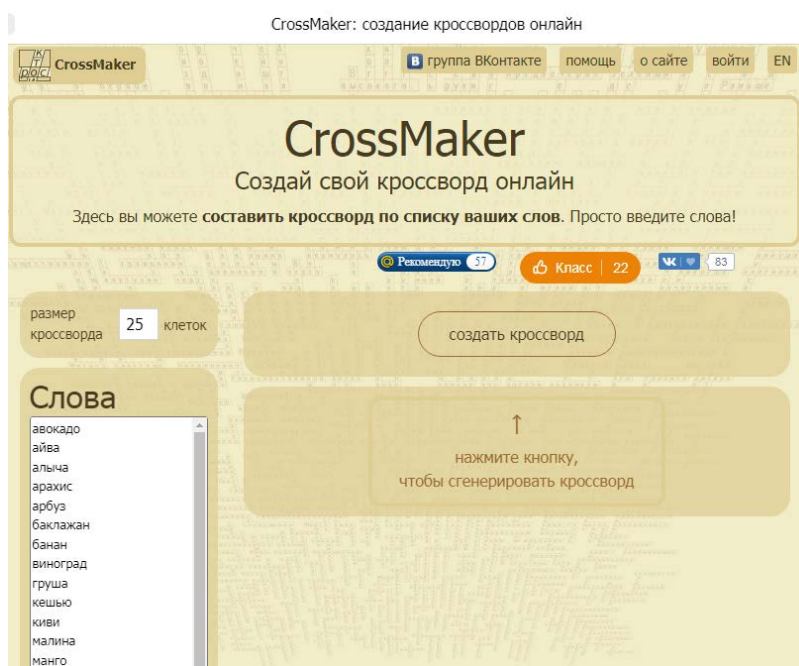 CrossMaker: создание кроссвордов онлайн
CrossMaker
группа ВКонтакте
помощь
о сайте
войти
EN
CrossMaker
Создай свой кроссворд онлайн
Здесь вы можете составить кроссворд по списку ваших слов. Просто введите слова!
Рекомендую 57
Класс 22
83
размер
кроссворда 25 клеток
создать кроссворд
Слова
авокадо
айва
алыча
арахис
арбуз
баклажан
банан
виноград
груша
кешью
киви
малина
манго
↑
нажмите кнопку,
чтобы сгенерировать кроссворд